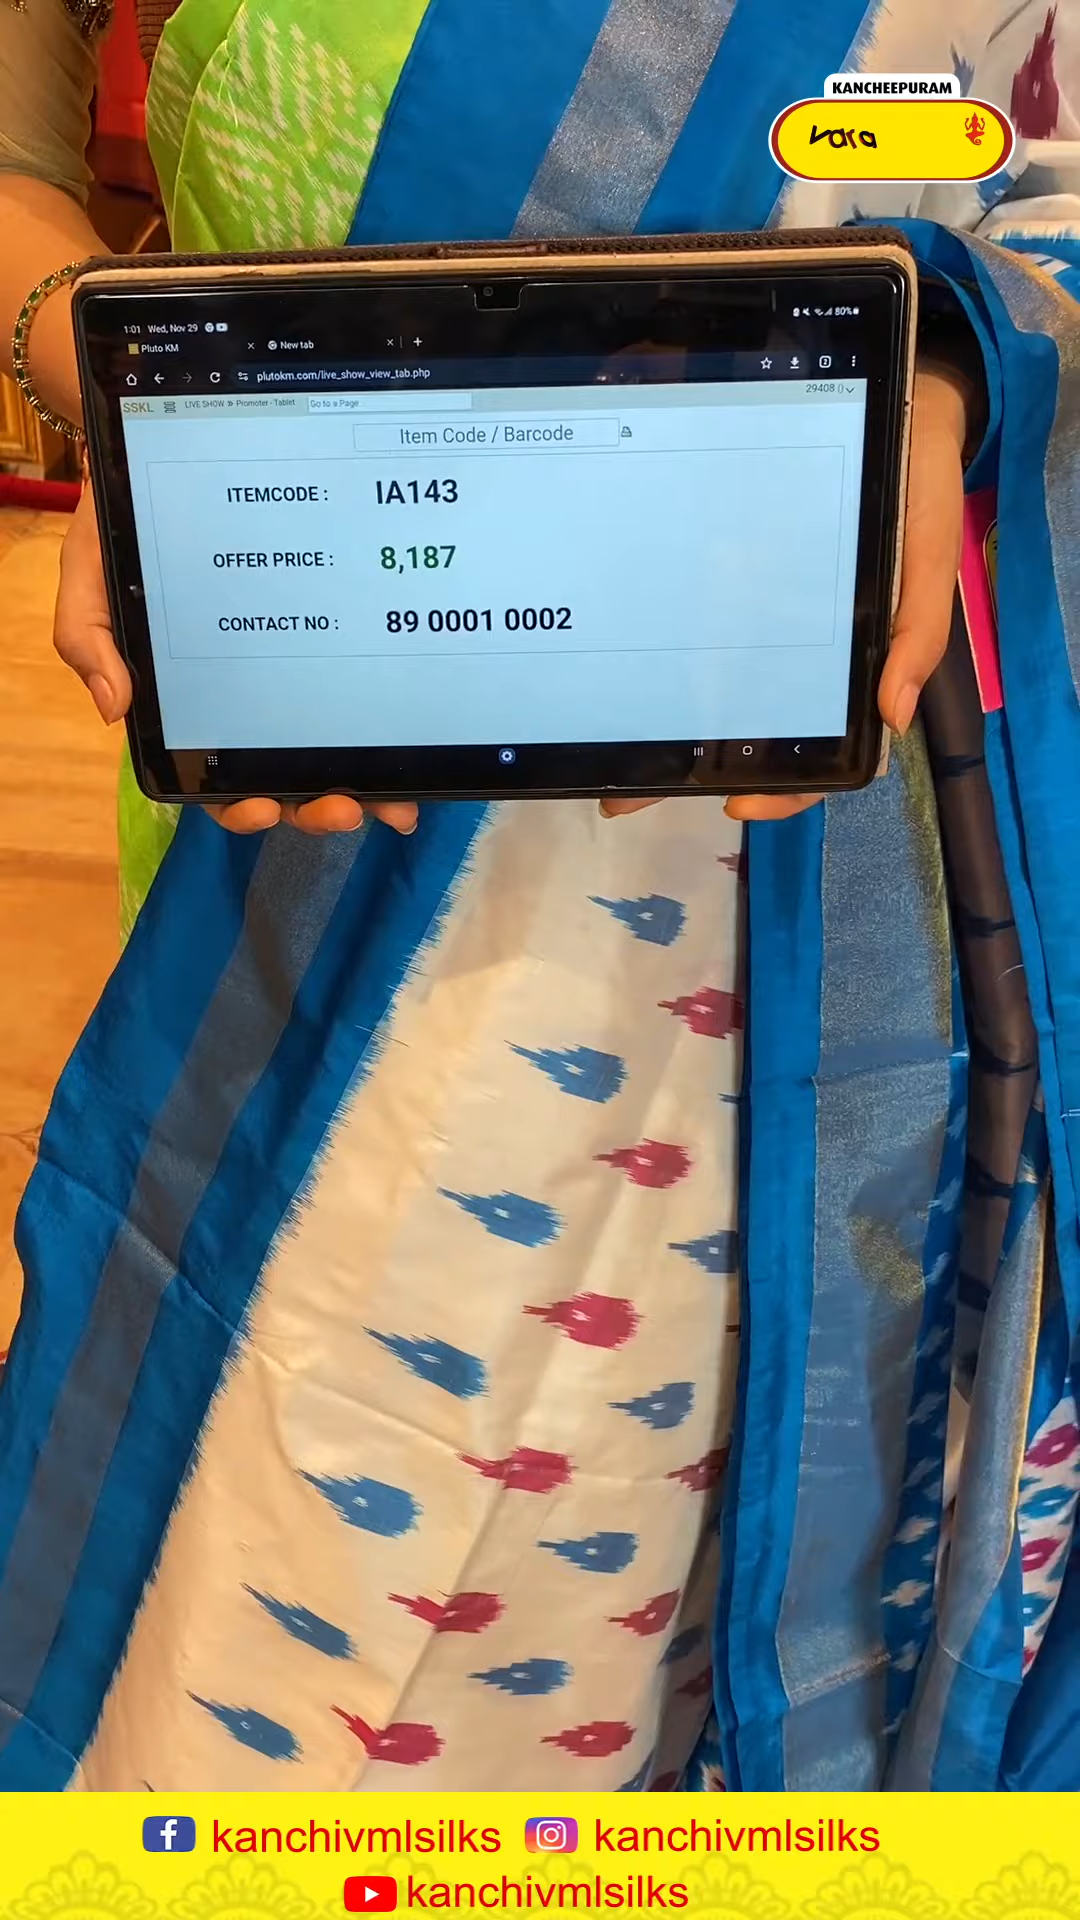 KANCHEEPURAM
vara
1:01 Wed, Nov 29
80%
Pluto KM
New tab
plutokm.com/live_show_view_tab.php
SSKL LIVE SHOW » Promoter - Tablet Go to a Page
29408 ()
Item Code / Barcode
ITEMCODE : IA143
OFFER PRICE : 8,187
CONTACT NO : 89 0001 0002
kanchivmlsilks kanchivmlsilks
kanchivmlsilks